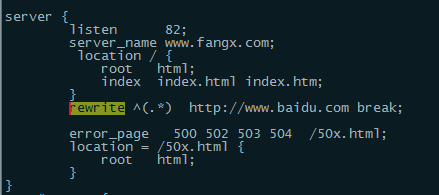 server {
listen 82;
server_name www.fangx.com;
location / {
root html;
index index.html index.htm;
}
rewrite ^(.*) http://www.baidu.com break;
error_page 500 502 503 504 /50x.html;
location = /50x.html {
root html;
}
}